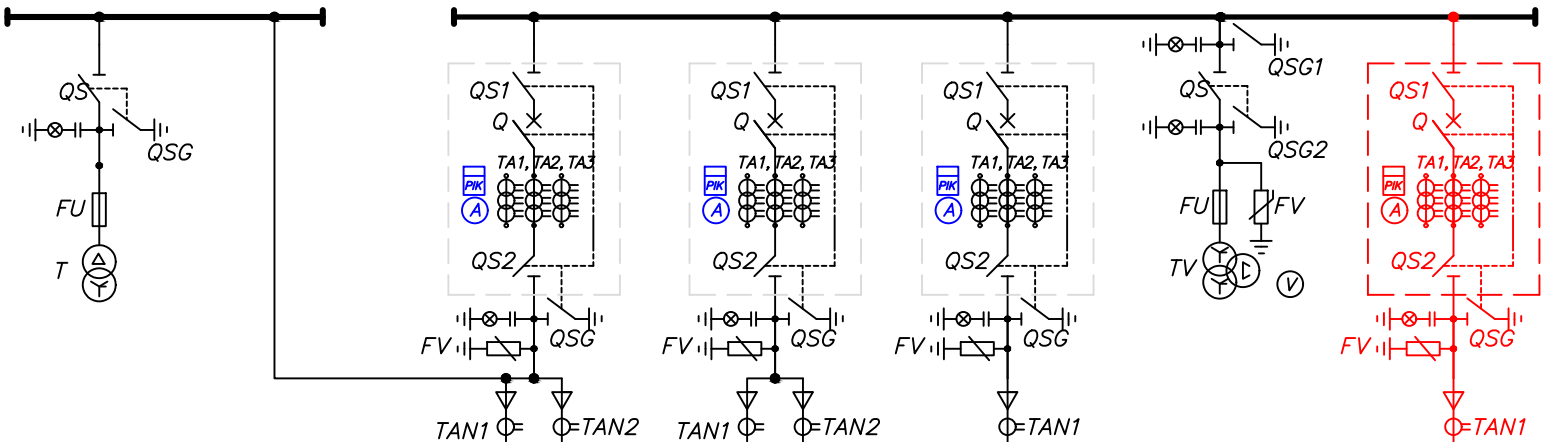 QS
QSG
FU
T
QS1
Q
TA1, TA2, TA3
PIK
A
QS2
QSG
FV
TAN1
TAN2
QS1
Q
TA1, TA2, TA3
PIK
A
QS2
QSG
FV
TAN1
TAN2
QS1
Q
TA1, TA2, TA3
PIK
A
QS2
QSG
FV
TAN1
QSG1
QS
QSG2
FU
FV
TV
V
QS1
Q
TA1, TA2, TA3
PIK
A
QS2
QSG
FV
TAN1